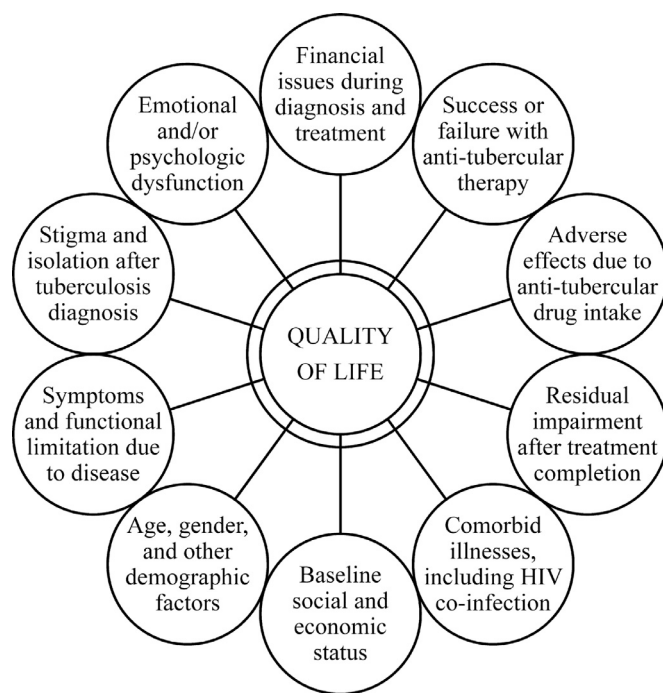 Financial
issues during
diagnosis and
treatment
Success or
failure with
anti-tubercular
therapy
Adverse
effects due to
anti-tubercular
drug intake
Residual
impairment
after treatment
completion
Comorbid
illnesses,
including HIV
co-infection
Baseline
social and
economic
status
Age, gender,
and other
demographic
factors
Symptoms
and functional
limitation due
to disease
Stigma and
isolation after
tuberculosis
diagnosis
Emotional
and/or
psychologic
dysfunction
QUALITY
OF LIFE